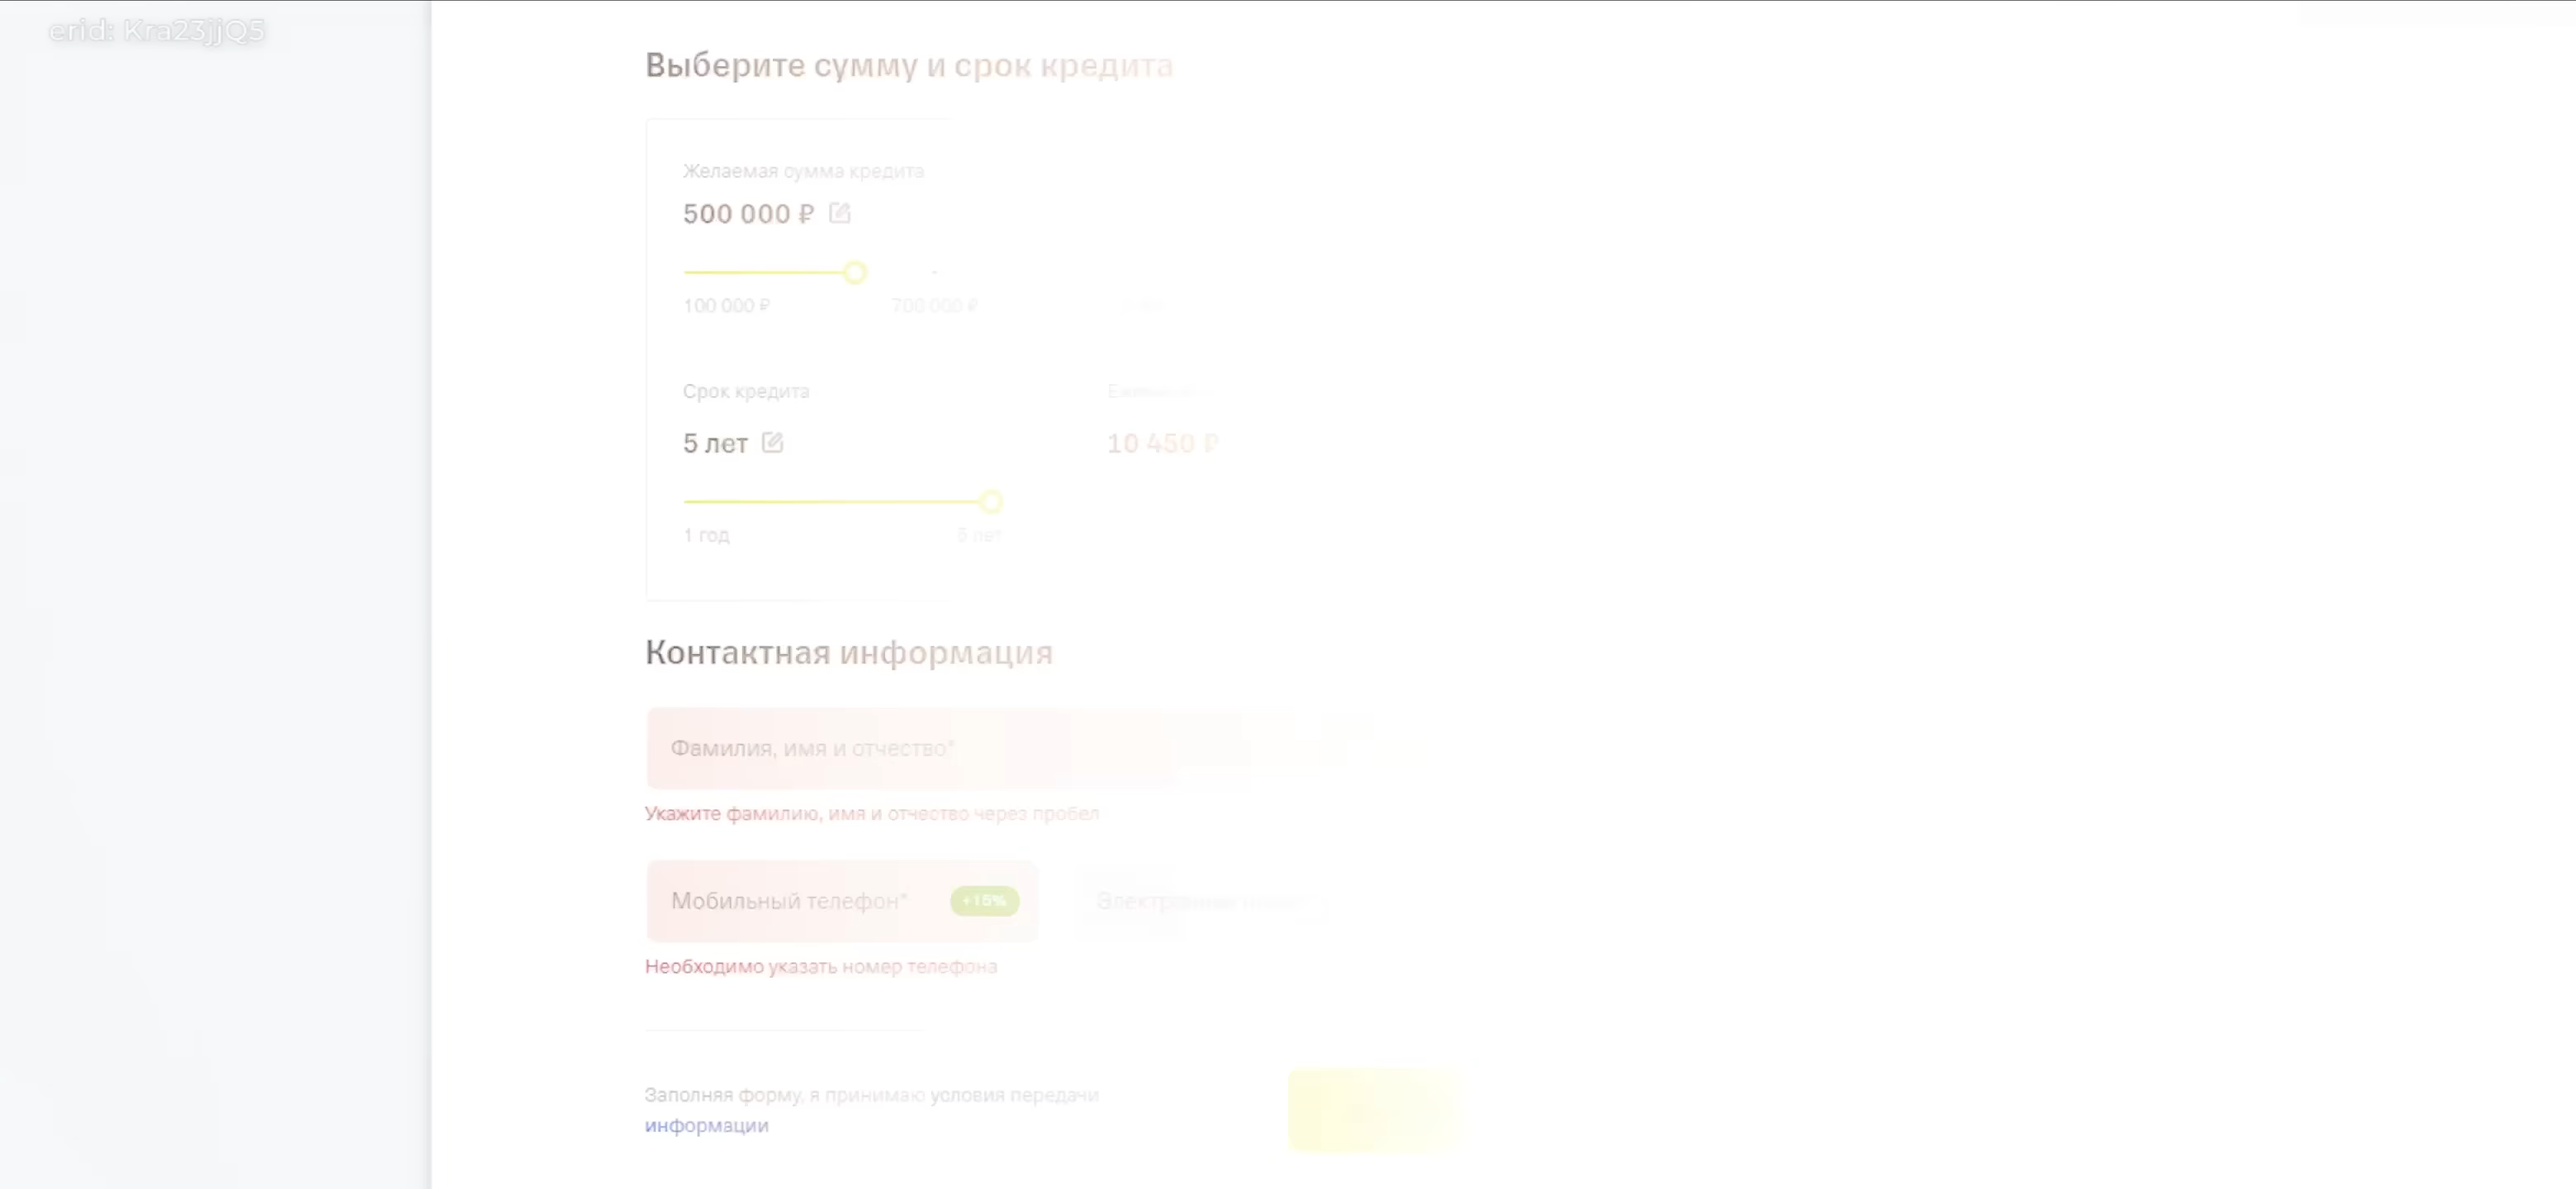 erid: Kra23jjQ5
Выберите сумму и срок кредита
Желаемая сумма кредита
500 000 ₽
100 000 ₽ 700 000 ₽
Срок кредита
5 лет 10 450 ₽
1 год 5 лет
Контактная информация
Фамилия, имя и отчество*
Укажите фамилию, имя и отчество через пробел
Мобильный телефон* +15%
Необходимо указать номер телефона
Заполняя форму, я принимаю условия передачи
информации